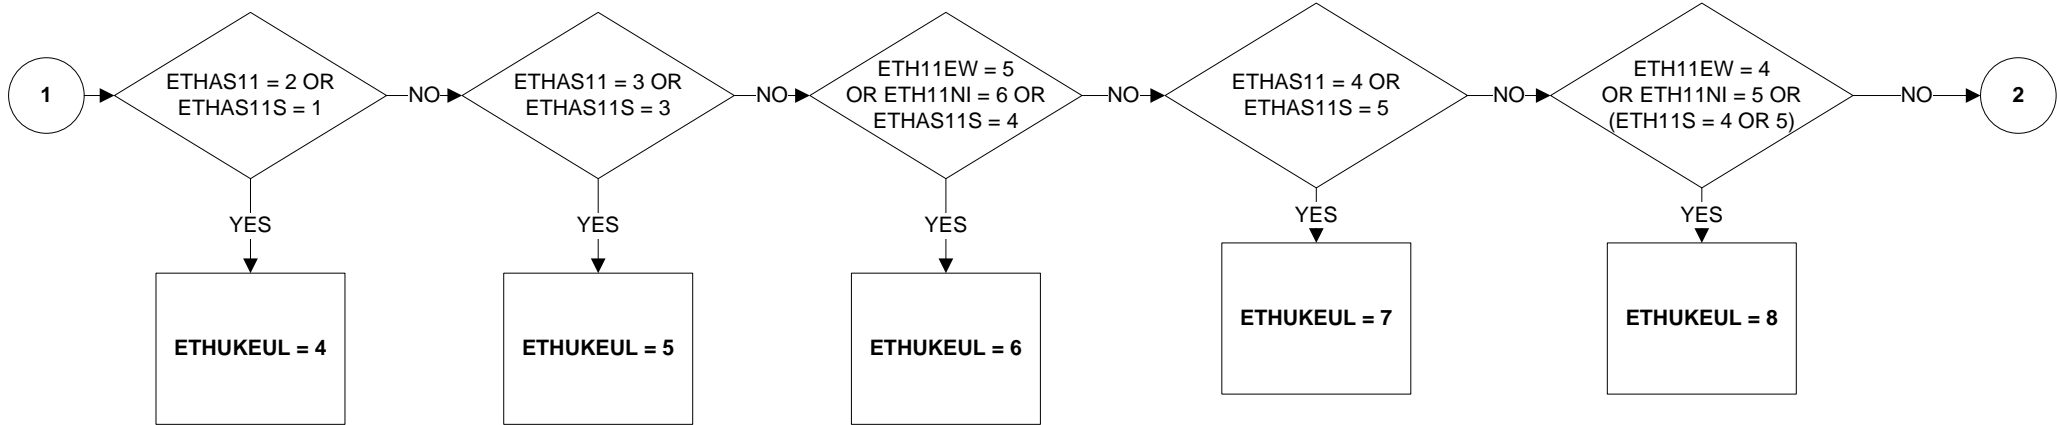 1
ETHAS11 = 2 OR
ETHAS11S = 1
NO
ETHAS11 = 3 OR
ETHAS11S = 3
NO
ETH11EW = 5
OR ETH11NI = 6 OR
ETHAS11S = 4
NO
ETHAS11 = 4 OR
ETHAS11S = 5
NO
ETH11EW = 4
OR ETH11NI = 5 OR
(ETH11S = 4 OR 5)
NO
2
YES
YES
YES
YES
YES
ETHUKEUL = 4
ETHUKEUL = 5
ETHUKEUL = 6
ETHUKEUL = 7
ETHUKEUL = 8